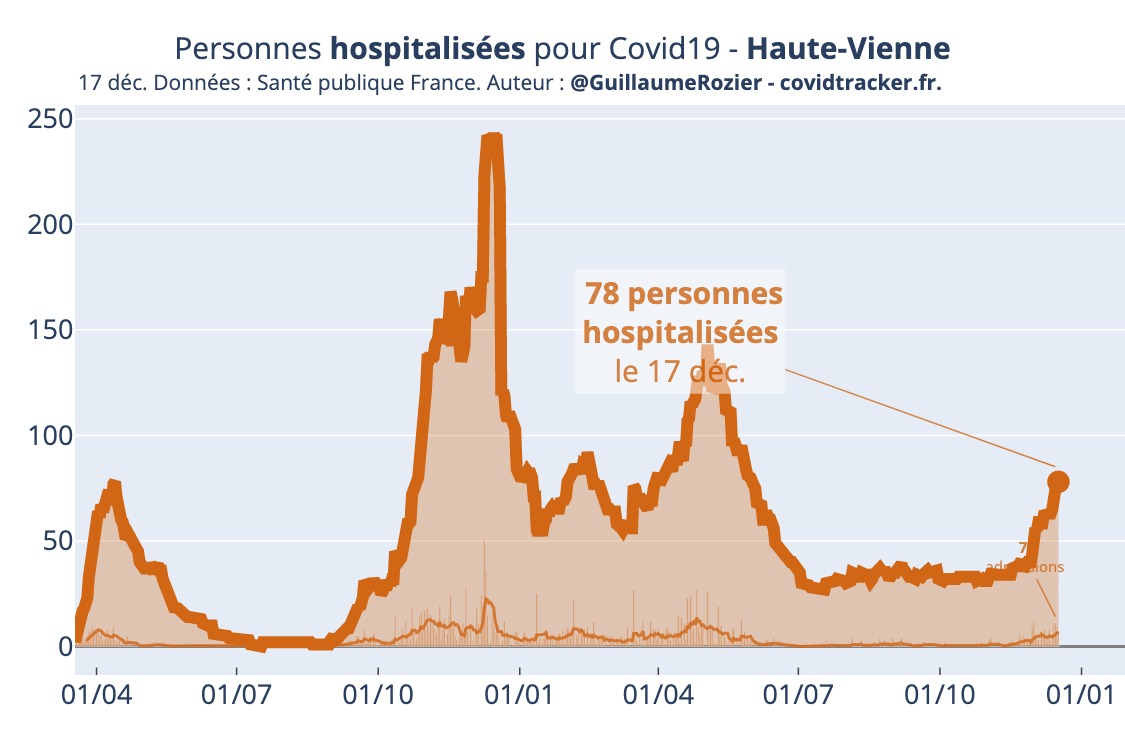 Personnes hospitalisées pour Covid19 - Haute-Vienne
17 déc. Données : Santé publique France. Auteur : @GuillaumeRozier - covidtracker.fr.
250
200
150
100
50
0
78 personnes
hospitalisées
le 17 déc.
7
admissions
01/04 01/07 01/10 01/01 01/04 01/07 01/10 01/01